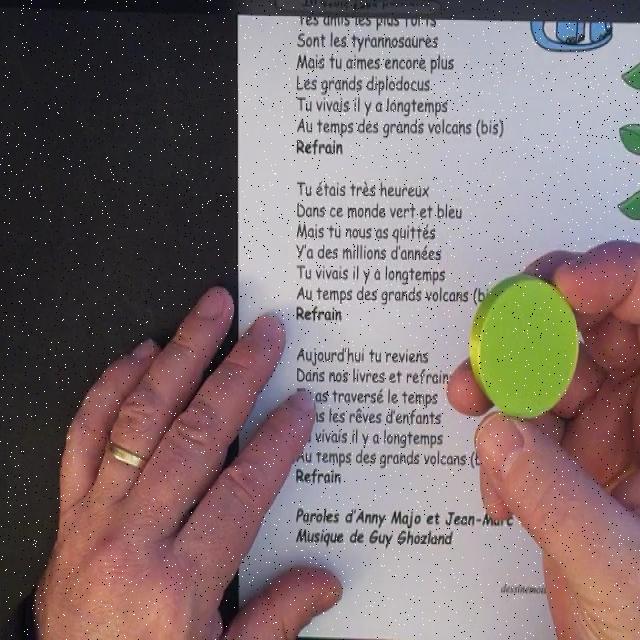 Tes amis les plus forts
Sont les tyrannosaures
Mais tu aimes encore plus
Les grands diplodocus.
Tu vivais il y a longtemps
Au temps des grands volcans (bis)
Refrain
Tu étais très heureux
Dans ce monde vert et bleu
Mais tu nous as quittés
Y'a des millions d'années
Tu vivais il y a longtemps
Au temps des grands volcans (b
Refrain
Aujourd'hui tu reviens
Dans nos livres et refrain
as traversé le temps
les rêves d'enfants
vivais il y a longtemps
Au temps des grands volcans (
Refrain
Paroles d'Anny Majo et Jean-Marc
Musique de Guy Ghozland